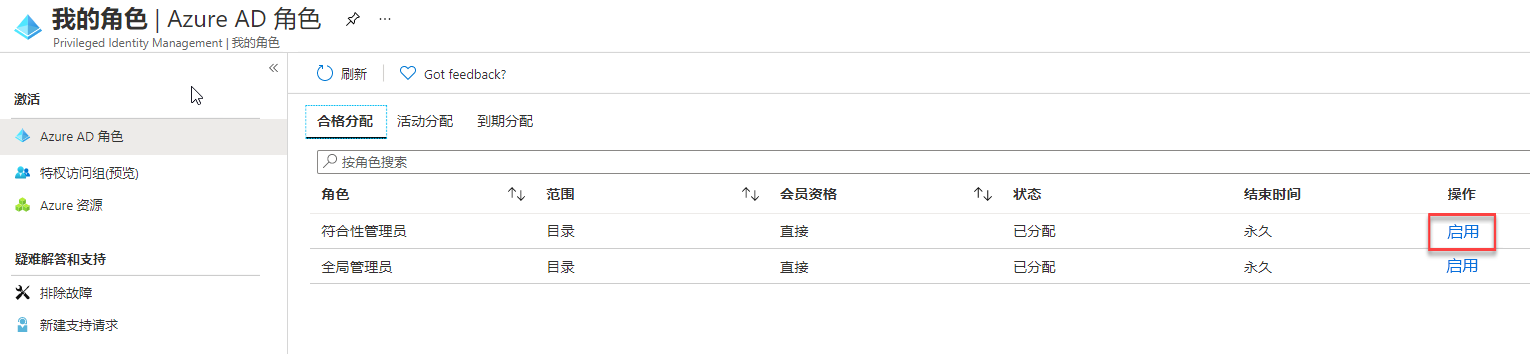 我的角色 | Azure AD 角色 ...
Privileged Identity Management | 我的角色
激活
Azure AD 角色
特权访问组(预览)
Azure 资源
疑难解答和支持
排除故障
新建支持请求
刷新 Got feedback?
合格分配 活动分配 到期分配
按角色搜索
角色 范围 会员资格 状态 结束时间 操作
符合性管理员 目录 直接 已分配 永久 启用
全局管理员 目录 直接 已分配 永久 启用